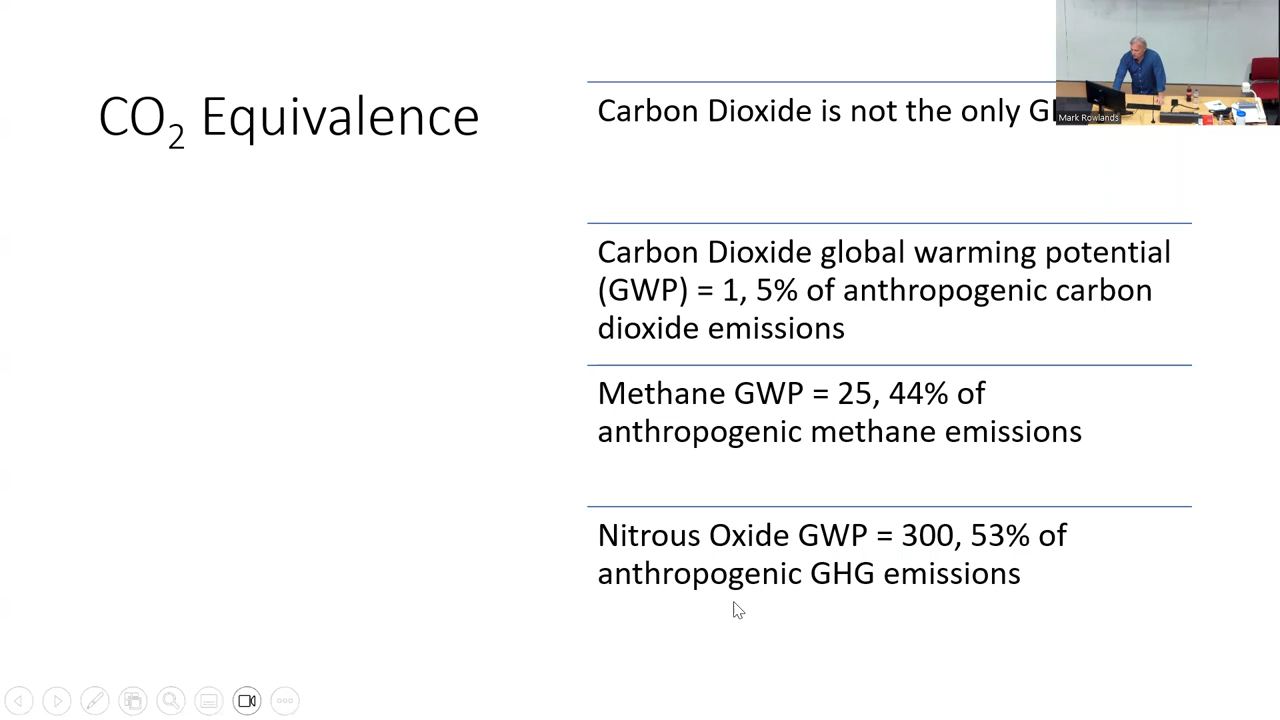 CO₂ Equivalence
Carbon Dioxide is not the only
Mark Rowlands
Carbon Dioxide global warming potential
(GWP) = 1, 5% of anthropogenic carbon
dioxide emissions
Methane GWP = 25, 44% of
anthropogenic methane emissions
Nitrous Oxide GWP = 300, 53% of
anthropogenic GHG emissions